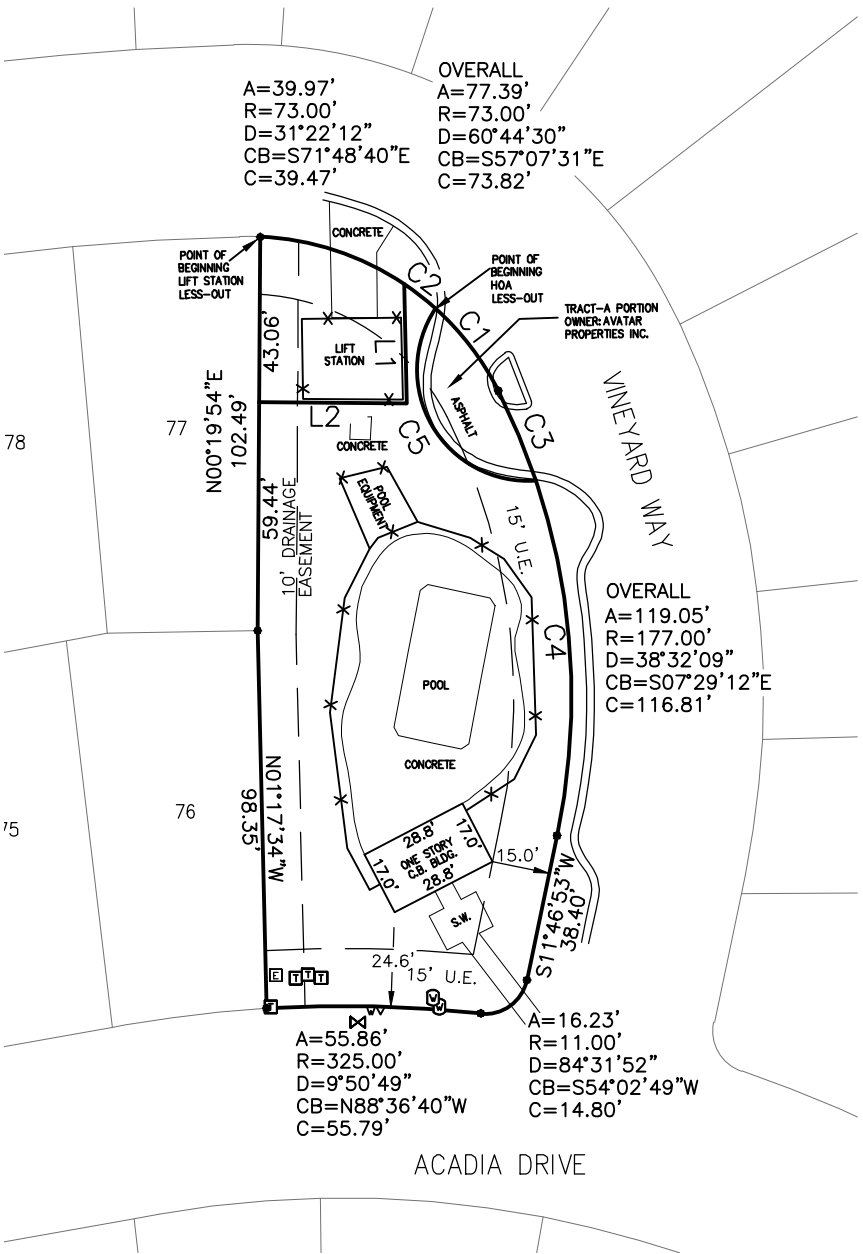 OVERALL
A=77.39'
R=73.00'
D=60°44'30"
CB=S57°07'31"E
C=73.82'
A=39.97'
R=73.00'
D=31°22'12"
CB=S71°48'40"E
C=39.47'
CONCRETE
POINT OF
BEGINNING
LIFT STATION
LESS-OUT
POINT OF
BEGINNING
HOA
LESS-OUT
C2
C1
TRACT-A PORTION
OWNER: AVATAR
PROPERTIES INC.
43.06'
LIFT
STATION
L1
L2
ASPHALT
C5
C3
VINEYARD WAY
78
77
N00°19'54"E
102.49'
CONCRETE
POOL
EQUIPMENT
59.44'
10' DRAINAGE
EASEMENT
15' U.E.
OVERALL
A=119.05'
R=177.00'
D=38°32'09"
CB=S07°29'12"E
C=116.81'
C4
POOL
CONCRETE
75
76
N01°17'34"W
98.35'
28.8'
17.0'
ONE STORY
C.B. BLDG.
17.0'
28.8'
15.0'
S.W.
S11°46'53"W
38.40'
24.6'
15' U.E.
E
T
T
T
W
W
WV
A=55.86'
R=325.00'
D=9°50'49"
CB=N88°36'40"W
C=55.79'
A=16.23'
R=11.00'
D=84°31'52"
CB=S54°02'49"W
C=14.80'
ACADIA DRIVE